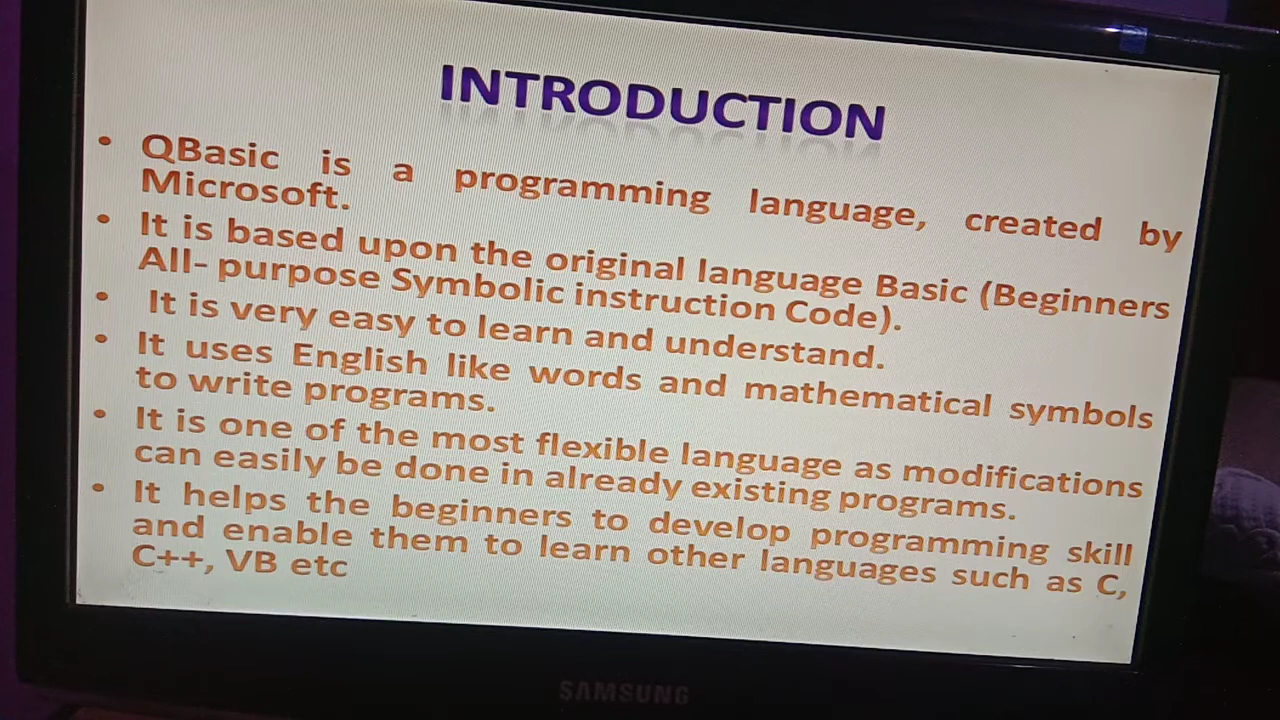 INTRODUCTION
• QBasic is a programming language, created by
Microsoft.
• It is based upon the original language Basic (Beginners
All- purpose Symbolic instruction Code).
• It is very easy to learn and understand.
• It uses English like words and mathematical symbols
to write programs.
• It is one of the most flexible language as modifications
can easily be done in already existing programs.
• It helps the beginners to develop programming skill
and enable them to learn other languages such as C,
C++, VB etc
SAMSUNG